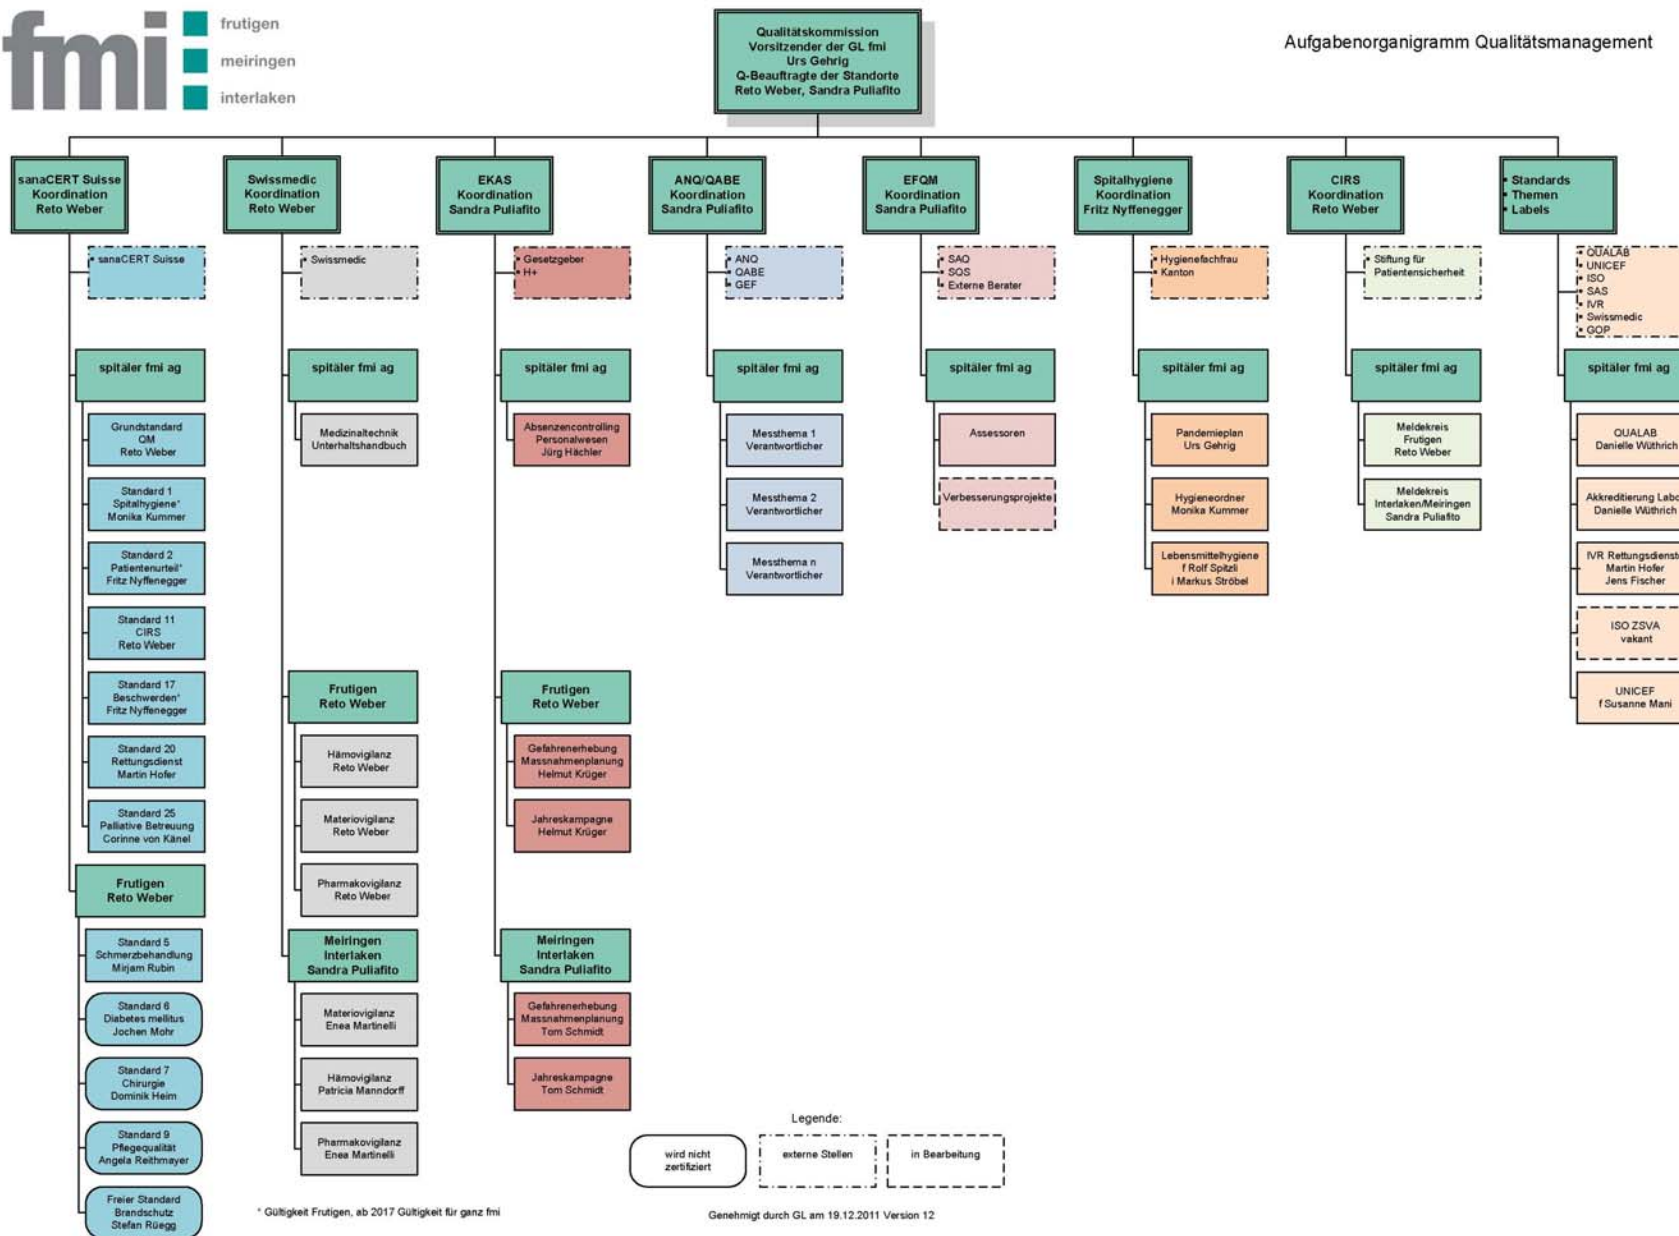 fmi
frutigen
meiringen
interlaken
Aufgabenorganigramm Qualitätsmanagement
Qualitätskommission
Vorsitzender der GL fmi
Urs Gehrig
Q-Beauftragte der Standorte
Reto Weber, Sandra Puliafito
sanaCERT Suisse
Koordination
Reto Weber
Swissmedic
Koordination
Reto Weber
EKAS
Koordination
Sandra Puliafito
ANQ/QABE
Koordination
Sandra Puliafito
EFQM
Koordination
Sandra Puliafito
Spitalhygiene
Koordination
Fritz Nyffenegger
CIRS
Koordination
Reto Weber
▪ Standards
▪ Themen
▪ Labels
▪ sanaCERT Suisse
▪ Swissmedic
▪ Gesetzgeber
▪ H+
▪ ANQ
▪ QABE
▪ GEF
▪ SAQ
▪ SQS
▪ Externe Berater
▪ Hygienefachfrau
▪ Kanton
▪ Stiftung für
Patientensicherheit
▪ QUALAB
▪ UNICEF
▪ ISO
▪ SAS
▪ IVR
▪ Swissmedic
▪ GOP
spitäler fmi ag
Grundstandard
QM
Reto Weber
Standard 1
Spitalhygiene*
Monika Kummer
Standard 2
Patientenurteil*
Fritz Nyffenegger
Standard 11
CIRS
Reto Weber
Standard 17
Beschwerden*
Fritz Nyffenegger
Standard 20
Rettungsdienst
Martin Hofer
Standard 25
Palliative Betreuung
Corinne von Känel
Frutigen
Reto Weber
Standard 5
Schmerzbehandlung
Mirjam Rubin
Standard 6
Diabetes mellitus
Jochen Mohr
Standard 7
Chirurgie
Dominik Heim
Standard 9
Pflegequalität
Angela Reithmayer
Freier Standard
Brandschutz
Stefan Rüegg
spitäler fmi ag
Medizinaltechnik
Unterhaltshandbuch
Frutigen
Reto Weber
Hämovigilanz
Reto Weber
Materiovigilanz
Reto Weber
Pharmakovigilanz
Reto Weber
Meiringen
Interlaken
Sandra Puliafito
Materiovigilanz
Enea Martinelli
Hämovigilanz
Patricia Manndorff
Pharmakovigilanz
Enea Martinelli
spitäler fmi ag
Absenzencontrolling
Personalwesen
Jürg Hächler
Frutigen
Reto Weber
Gefahrenerhebung
Massnahmenplanung
Helmut Krüger
Jahreskampagne
Helmut Krüger
Meiringen
Interlaken
Sandra Puliafito
Gefahrenerhebung
Massnahmenplanung
Tom Schmidt
Jahreskampagne
Tom Schmidt
spitäler fmi ag
Messthema 1
Verantwortlicher
Messthema 2
Verantwortlicher
Messthema n
Verantwortlicher
spitäler fmi ag
Assessoren
Verbesserungsprojekte
spitäler fmi ag
Pandemieplan
Urs Gehrig
Hygieneordner
Monika Kummer
Lebensmittelhygiene
f Rolf Spitzli
i Markus Ströbel
spitäler fmi ag
Meldekreis
Frutigen
Reto Weber
Meldekreis
Interlaken/Meiringen
Sandra Puliafito
spitäler fmi ag
QUALAB
Danielle Wüthrich
Akkreditierung Labo
Danielle Wüthrich
IVR Rettungsdienste
Martin Hofer
Jens Fischer
ISO ZSVA
vakant
UNICEF
f Susanne Mani
Legende:
wird nicht
zertifiziert
externe Stellen
in Bearbeitung
* Gültigkeit Frutigen, ab 2017 Gültigkeit für ganz fmi
Genehmigt durch GL am 19.12.2011 Version 12